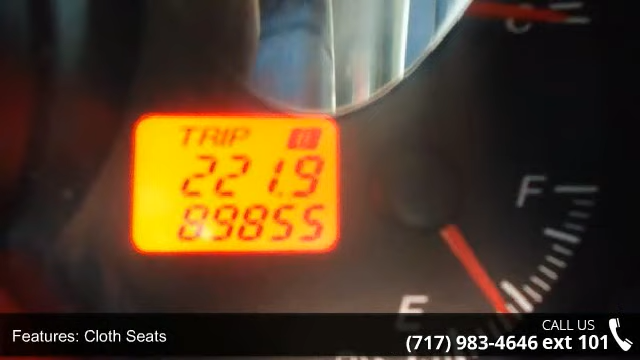 C
TRIP
221.9
89855
F
E
Features: Cloth Seats
CALL US
(717) 983-4646 ext 101